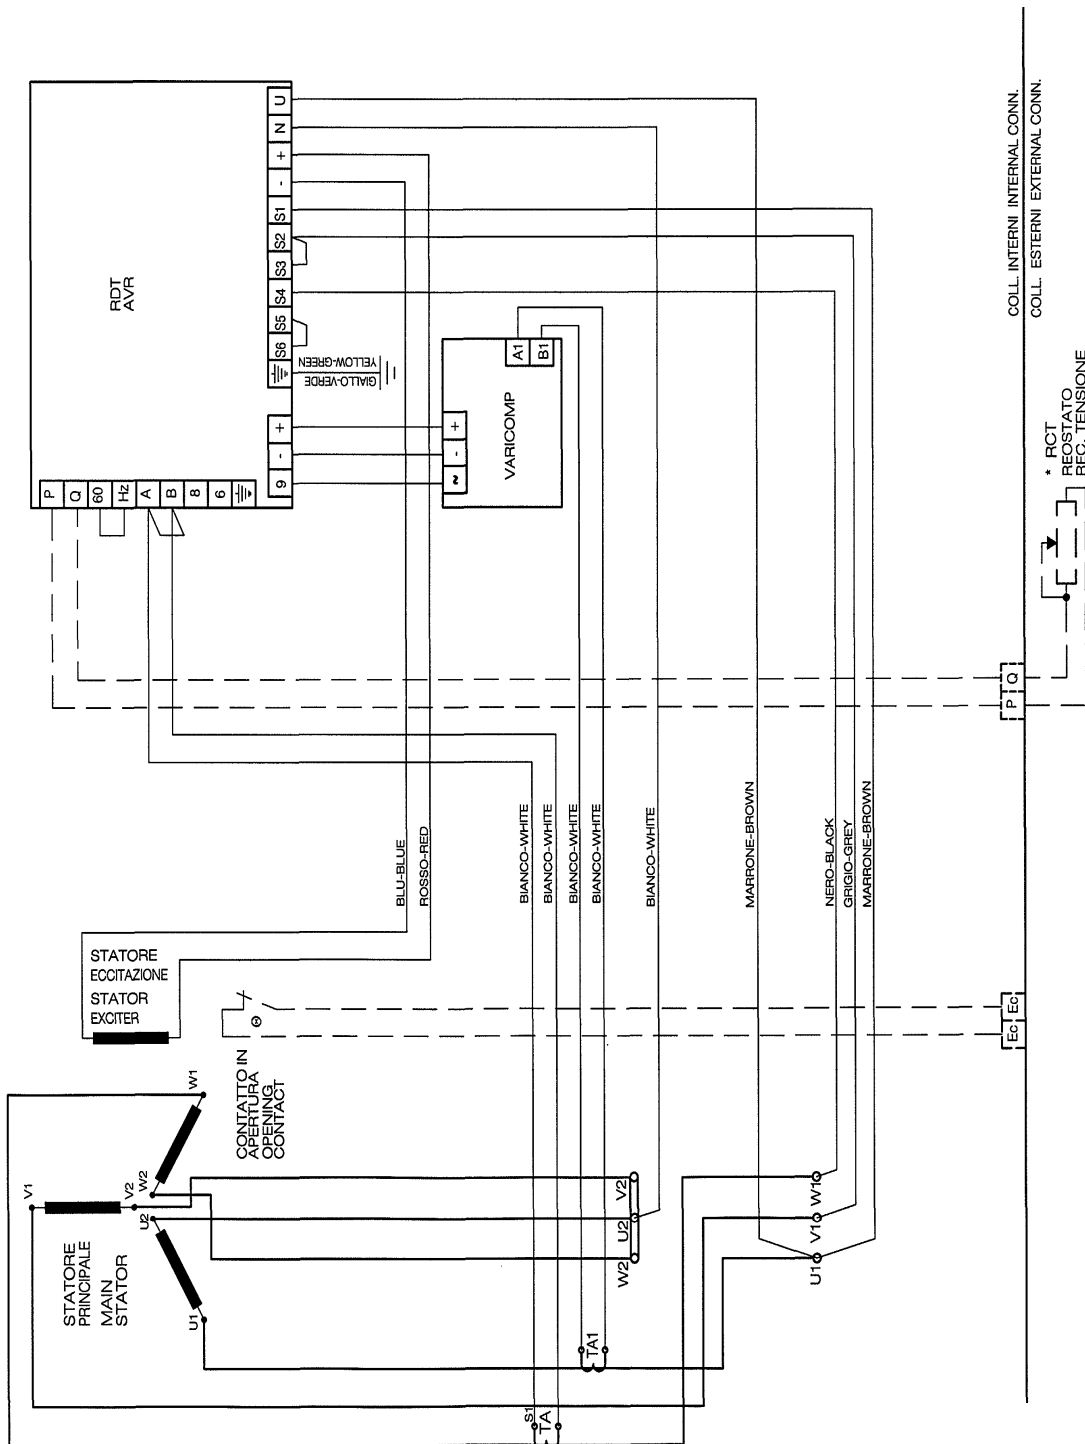 RDT
AVR
U
N
+
-
S1
S2
S3
S4
S5
S6
GIALLO-VERDE
YELLOW-GREEN
+
-
9
P
Q
60
Hz
A
B
8
6
A1
B1
VARICOMP
+
-
~
COLL. INTERNI INTERNAL CONN.
COLL. ESTERNI EXTERNAL CONN.
* RCT
REOSTATO
REC. TENSIONE
Q
P
BLU-BLUE
ROSSO-RED
BIANCO-WHITE
BIANCO-WHITE
BIANCO-WHITE
BIANCO-WHITE
BIANCO-WHITE
MARRONE-BROWN
NERO-BLACK
GRIGIO-GREY
MARRONE-BROWN
STATORE
ECCITAZIONE
STATOR
EXCITER
Θ
Ec
Ec
CONTATTO IN
APERTURA
OPENING
CONTACT
W1
V1
V2
W2
U2
U1
STATORE
PRINCIPALE
MAIN
STATOR
V2
U2
W2
W1
V1
U1
TA1
S1
TA